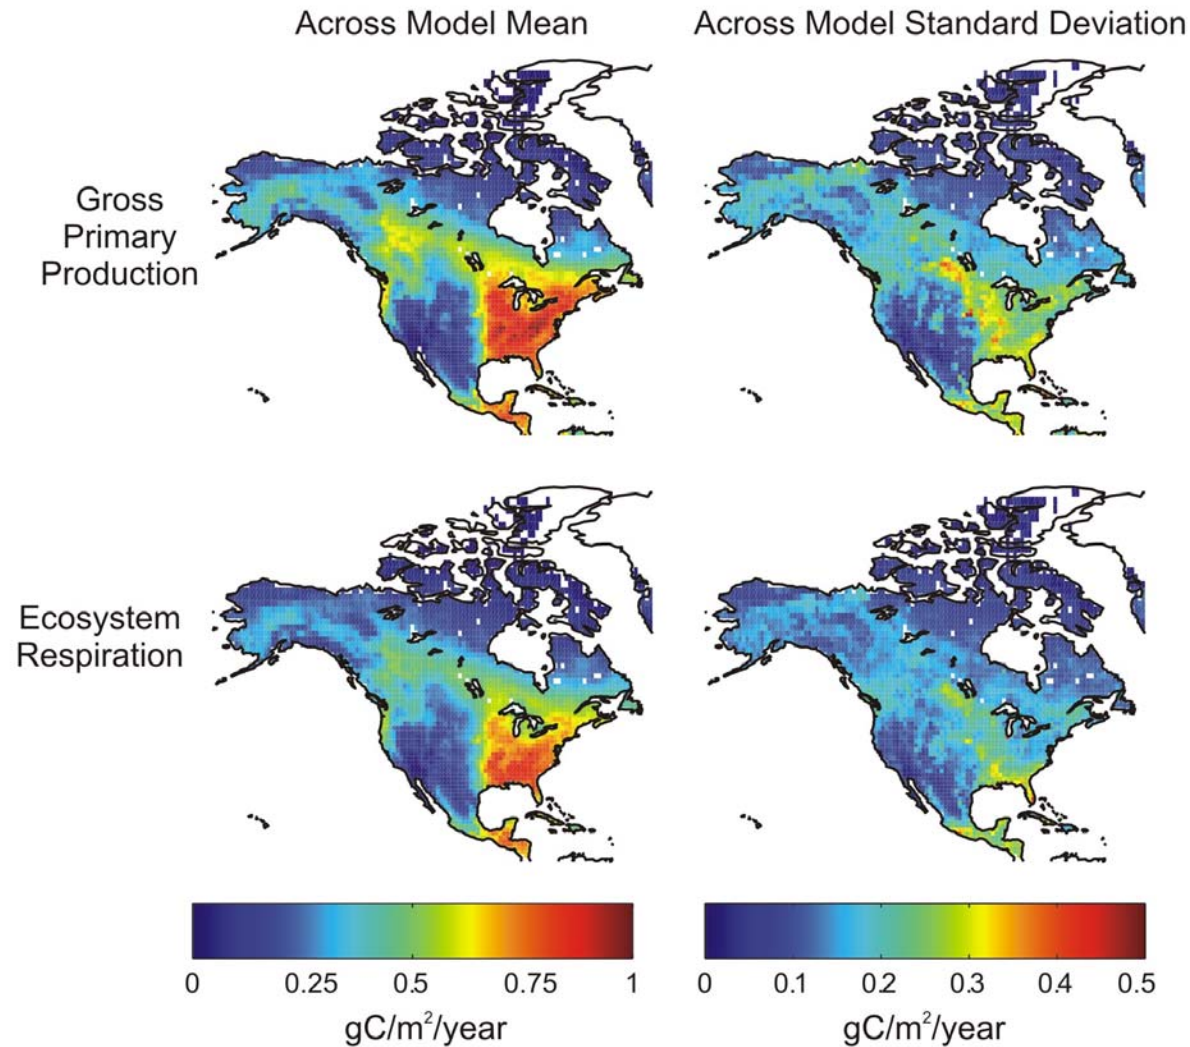 Across Model Mean
Across Model Standard Deviation
Gross
Primary
Production
Ecosystem
Respiration
0 0.25 0.5 0.75 1
gC/m²/year
0 0.1 0.2 0.3 0.4 0.5
gC/m²/year